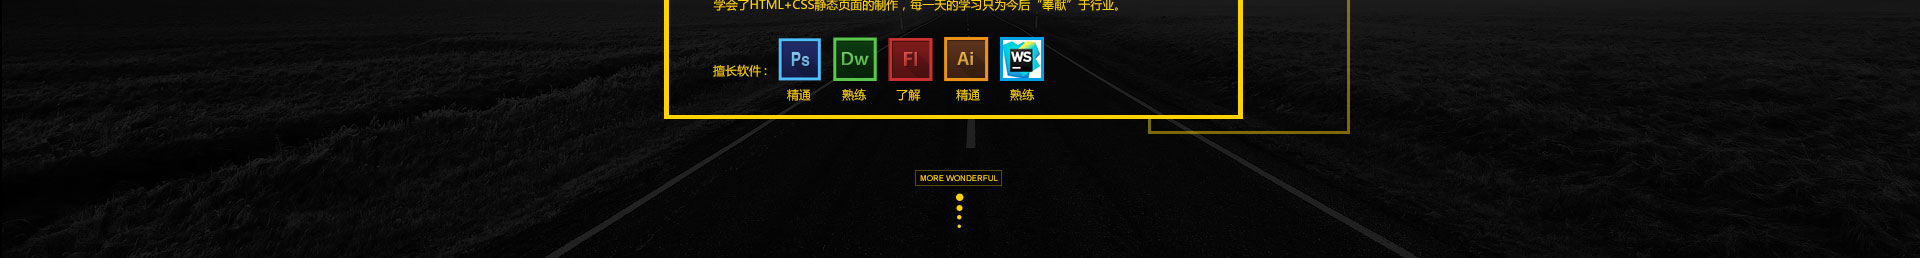 学会了HTML+CSS静态页面的制作，每一天的学习只为今后“奉献”于行业。
擅长软件： Ps Dw Fl Ai WS
精通 熟练 了解 精通 熟练
MORE WONDERFUL